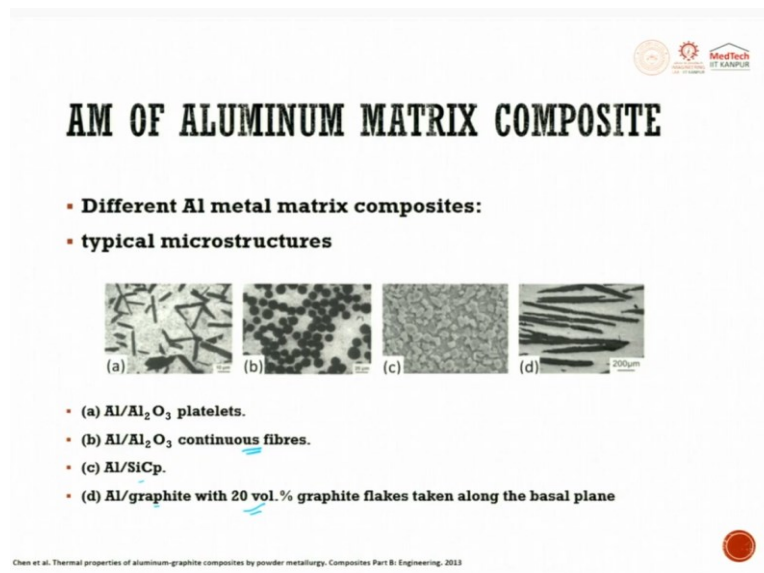 MedTech
IIT KANPUR
AM OF ALUMINUM MATRIX COMPOSITE
▪ Different Al metal matrix composites:
▪ typical microstructures
(a) (b) (c) (d) 200µm
▪ (a) Al/Al₂O₃ platelets.
▪ (b) Al/Al₂O₃ continuous fibres.
▪ (c) Al/SiCp.
▪ (d) Al/graphite with 20 vol.% graphite flakes taken along the basal plane
Chen et al. Thermal properties of aluminum-graphite composites by powder metallurgy. Composites Part B: Engineering. 2013